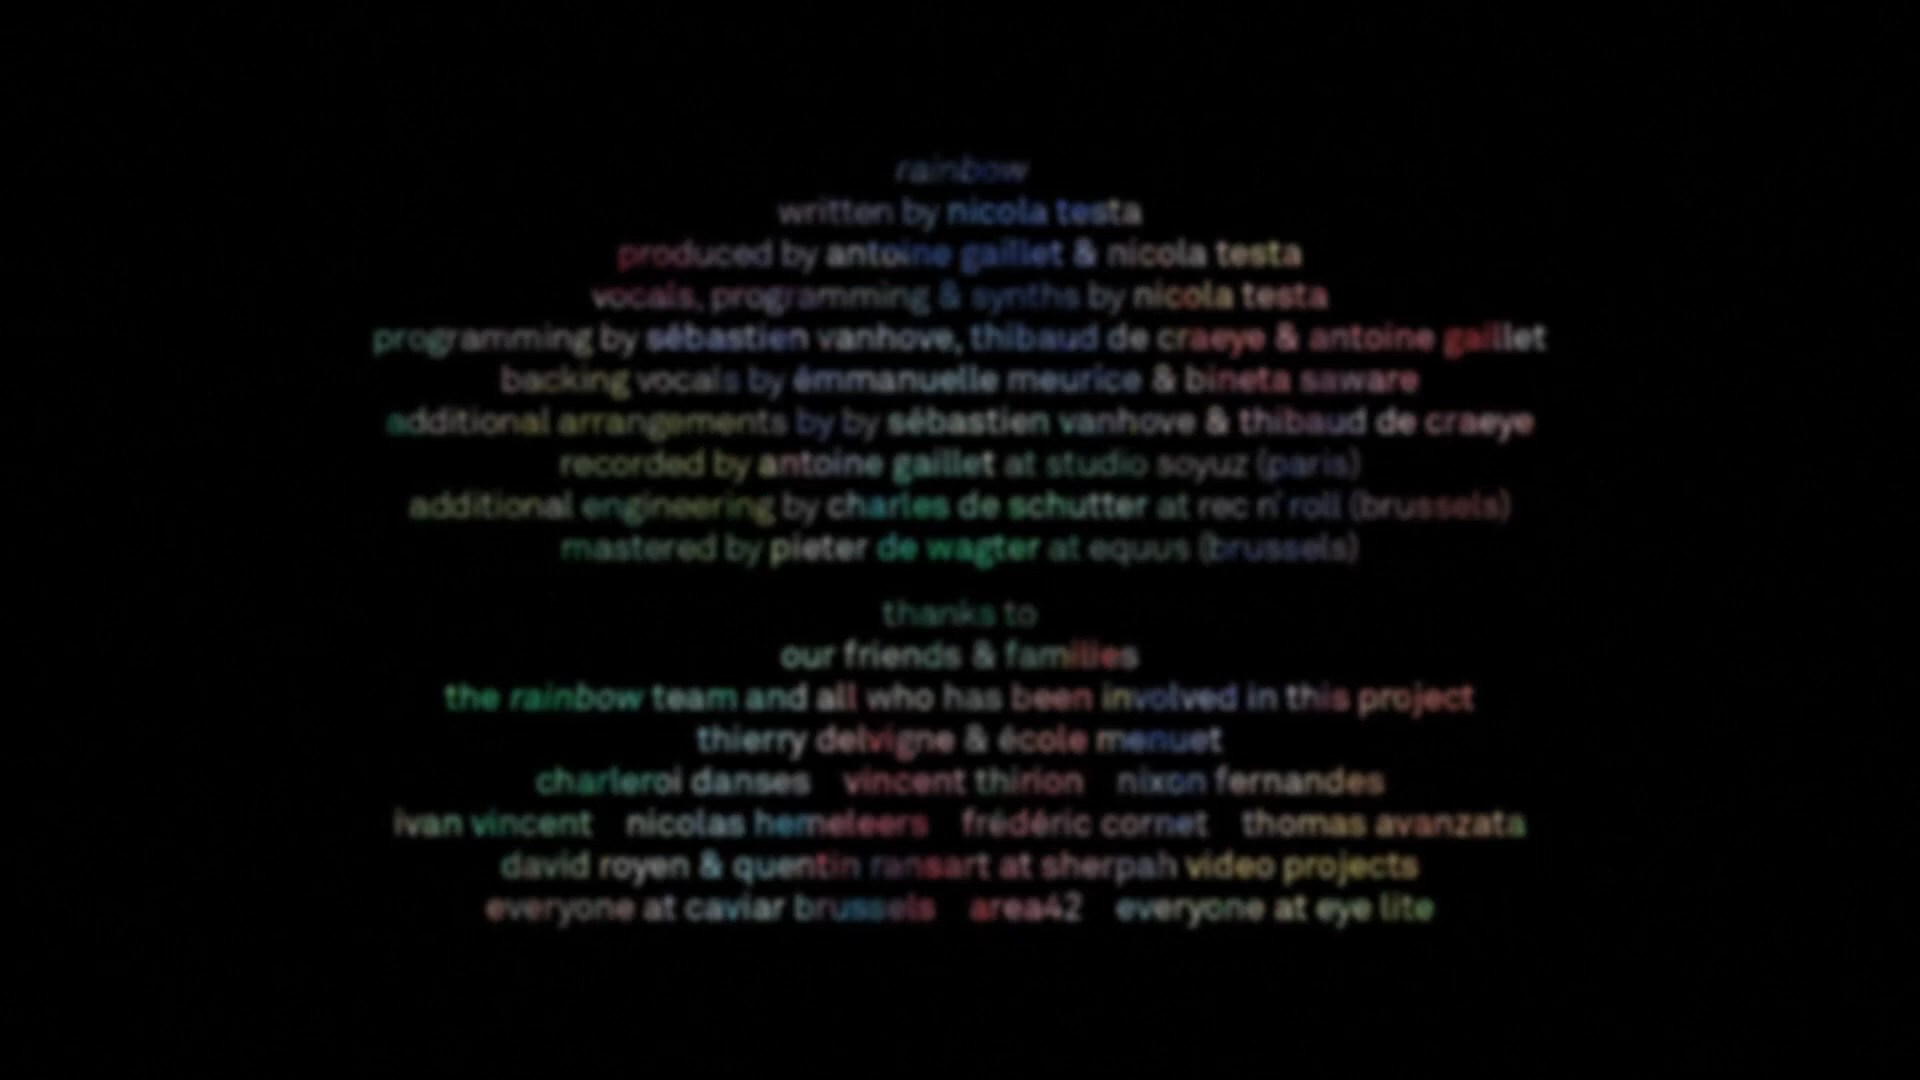 rainbow
written by nicola testa
produced by antoine gaillet & nicola testa
vocals, programming & synths by nicola testa
programming by sébastien vanhove, thibaud de craeye & antoine gaillet
backing vocals by émmanuelle meurice & bineta saware
additional arrangements by by sébastien vanhove & thibaud de craeye
recorded by antoine gaillet at studio soyuz (paris)
additional engineering by charles de schutter at rec n' roll (brussels)
mastered by pieter de wagter at equus (brussels)
thanks to
our friends & families
the rainbow team and all who has been involved in this project
thierry delvigne & école menuet
charleroi danses vincent thirion nixon fernandes
ivan vincent nicolas hemeleers frédéric cornet thomas avanzata
david royen & quentin ransart at sherpah video projects
everyone at caviar brussels area42 everyone at eye lite